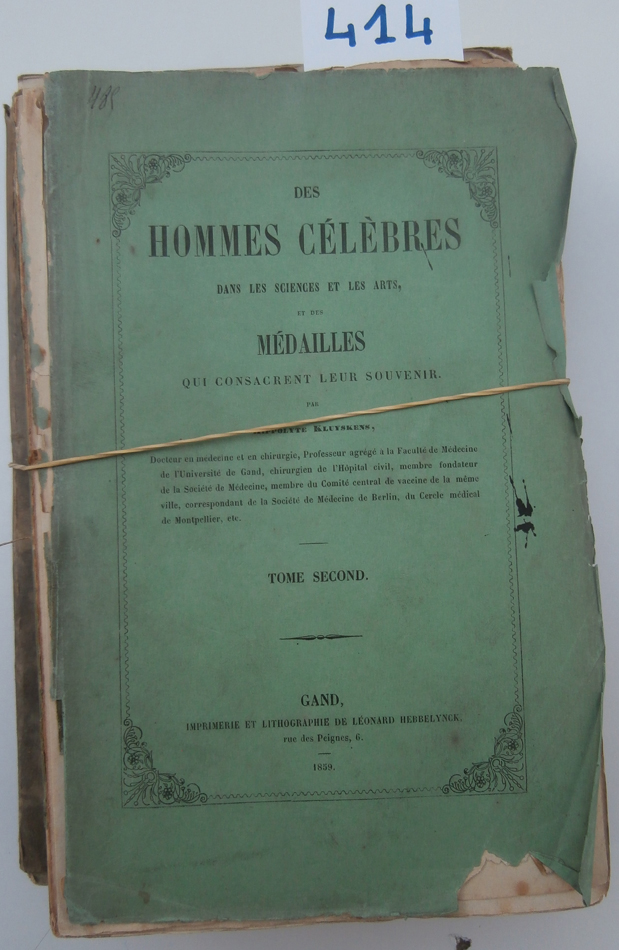 414
DES
HOMMES CÉLÈBRES
DANS LES SCIENCES ET LES ARTS,
ET DES
MÉDAILLES
QUI CONSACRENT LEUR SOUVENIR.
PAR
HIPPOLYTE KLUYSKENS,
Docteur en médecine et en chirurgie, Professeur agrégé à la Faculté de Médecine
de l'Université de Gand, chirurgien de l'Hôpital civil, membre fondateur
de la Société de Médecine, membre du Comité central de vaccine de la même
ville, correspondant de la Société de Médecine de Berlin, du Cercle médical
de Montpellier, etc.
TOME SECOND.
GAND,
IMPRIMERIE ET LITHOGRAPHIE DE LÉONARD HEBBELYNCK.
rue des Peignes, 6.
1859.